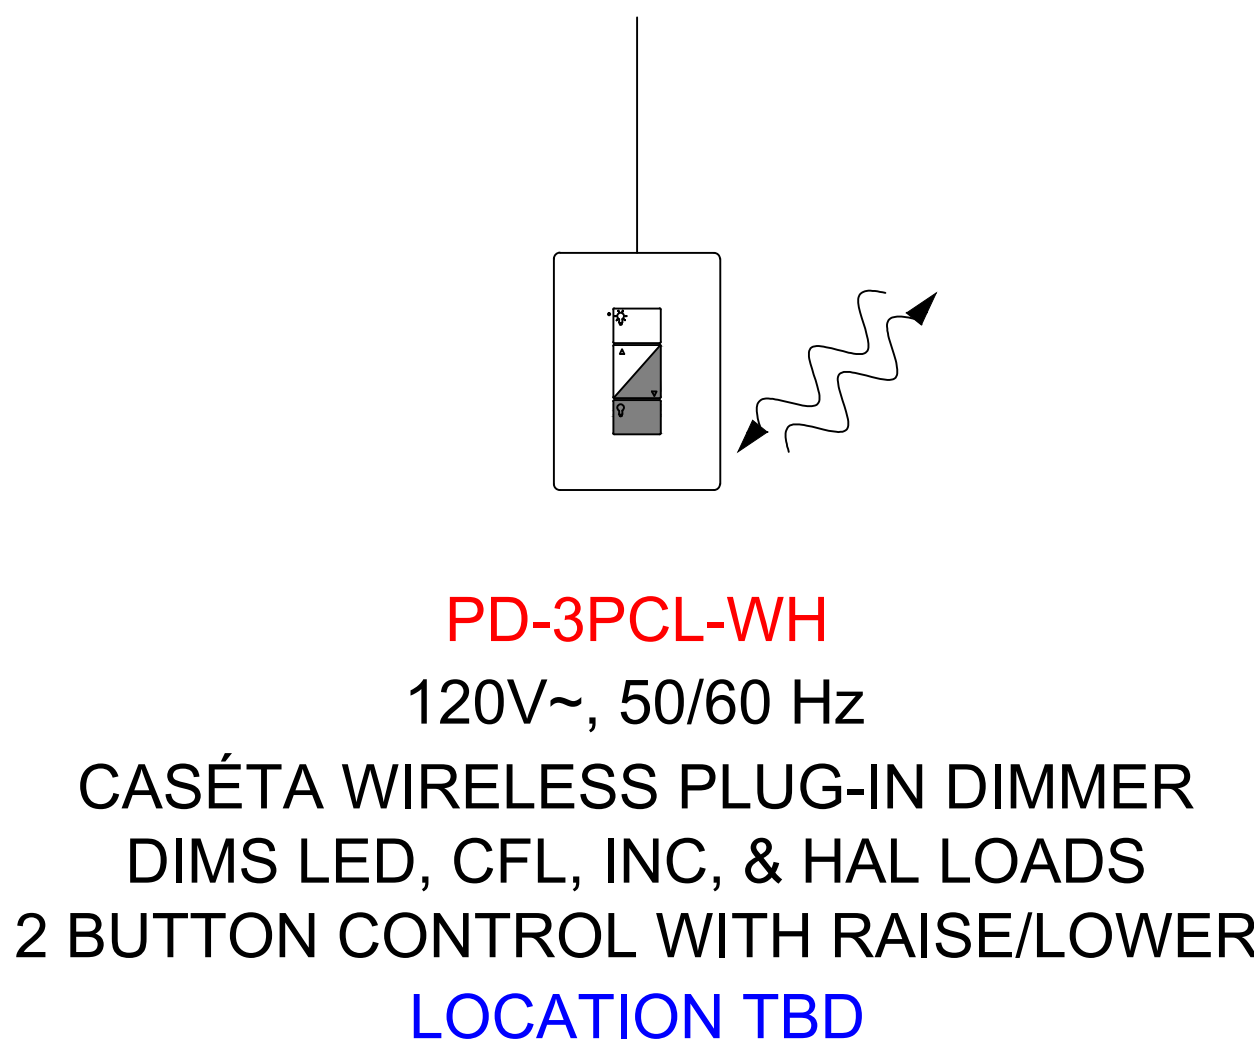 PD-3PCL-WH
120V~, 50/60 Hz
CASÉTA WIRELESS PLUG-IN DIMMER
DIMS LED, CFL, INC, & HAL LOADS
2 BUTTON CONTROL WITH RAISE/LOWER
LOCATION TBD